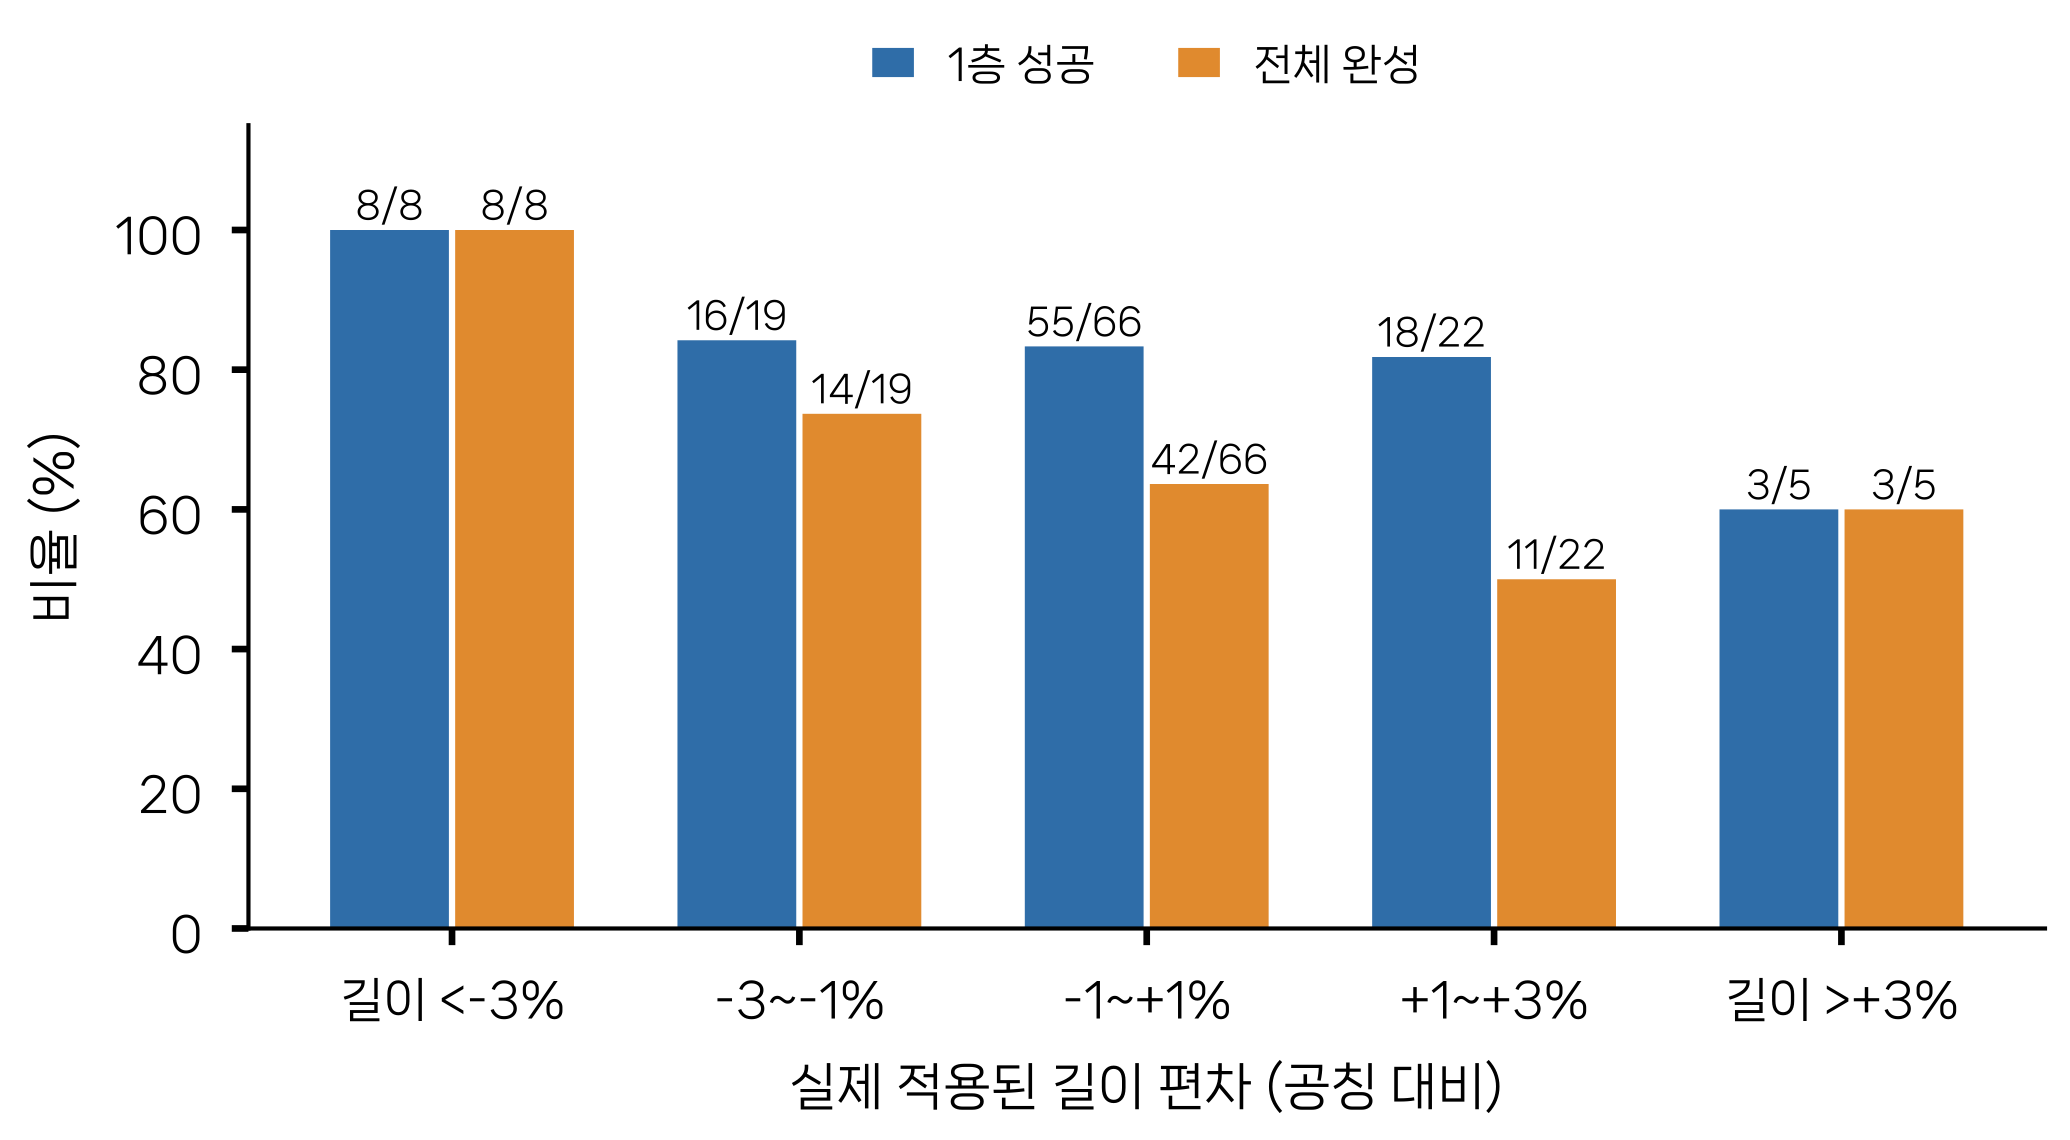 1층 성공 전체 완성
비율 (%)
100
80
60
40
20
0
8/8 8/8
16/19 14/19
55/66 42/66
18/22 11/22
3/5 3/5
길이 <-3% -3~-1% -1~+1% +1~+3% 길이 >+3%
실제 적용된 길이 편차 (공칭 대비)